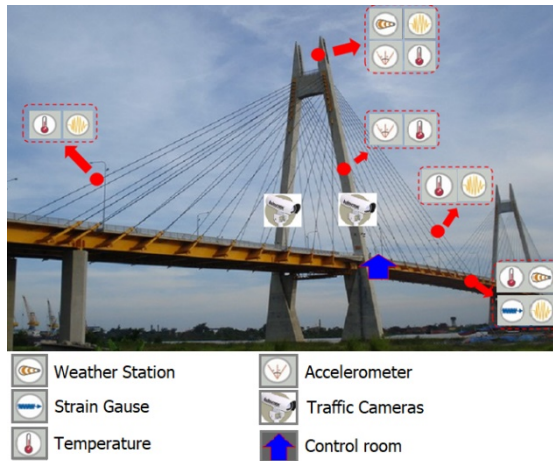 Weather Station
Accelerometer
Strain Gause
Traffic Cameras
Temperature
Control room